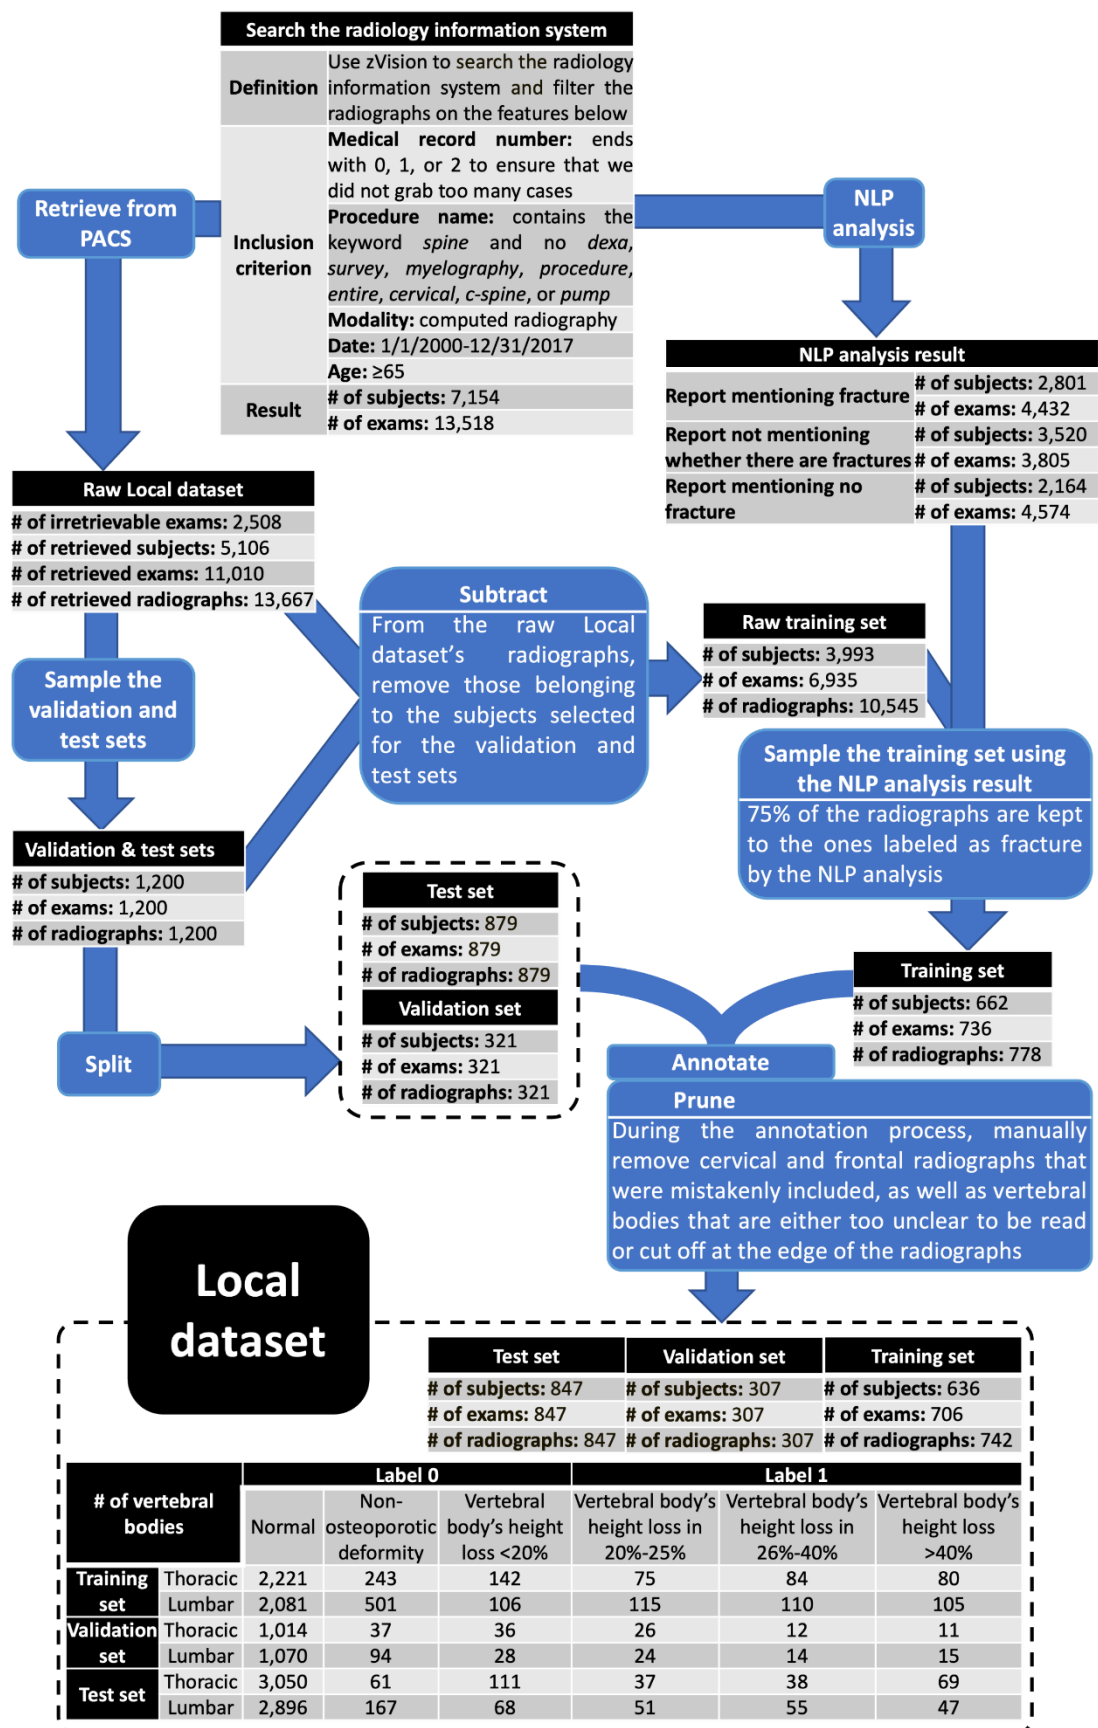 Search the radiology information system
Definition
Use zVision to search the radiology
information system and filter the
radiographs on the features below
Inclusion
criterion
Medical record number: ends
with 0, 1, or 2 to ensure that we
did not grab too many cases
Procedure name: contains the
keyword spine and no dexa,
survey, myelography, procedure,
entire, cervical, c-spine, or pump
Modality: computed radiography
Date: 1/1/2000-12/31/2017
Age: ≥65
Result
# of subjects: 7,154
# of exams: 13,518
Retrieve from
PACS
NLP
analysis
NLP analysis result
Report mentioning fracture
# of subjects: 2,801
# of exams: 4,432
Report not mentioning
whether there are fractures
# of subjects: 3,520
# of exams: 3,805
Report mentioning no
fracture
# of subjects: 2,164
# of exams: 4,574
Raw Local dataset
# of irretrievable exams: 2,508
# of retrieved subjects: 5,106
# of retrieved exams: 11,010
# of retrieved radiographs: 13,667
Subtract
From the raw Local
dataset's radiographs,
remove those belonging
to the subjects selected
for the validation and
test sets
Raw training set
# of subjects: 3,993
# of exams: 6,935
# of radiographs: 10,545
Sample the
validation and
test sets
Sample the training set using
the NLP analysis result
75% of the radiographs are kept
to the ones labeled as fracture
by the NLP analysis
Validation & test sets
# of subjects: 1,200
# of exams: 1,200
# of radiographs: 1,200
Split
Test set
# of subjects: 879
# of exams: 879
# of radiographs: 879
Validation set
# of subjects: 321
# of exams: 321
# of radiographs: 321
Training set
# of subjects: 662
# of exams: 736
# of radiographs: 778
Annotate
Prune
During the annotation process, manually
remove cervical and frontal radiographs that
were mistakenly included, as well as vertebral
bodies that are either too unclear to be read
or cut off at the edge of the radiographs
Local
dataset
Test set Validation set Training set
# of subjects: 847 # of subjects: 307 # of subjects: 636
# of exams: 847 # of exams: 307 # of exams: 706
# of radiographs: 847 # of radiographs: 307 # of radiographs: 742
# of vertebral
bodies
Label 0 Label 1
Normal
Non-
osteoporotic
deformity
Vertebral
body's height
loss <20%
Vertebral body's
height loss in
20%-25%
Vertebral body's
height loss in
26%-40%
Vertebral body's
height loss
>40%
Training
set
Thoracic 2,221 243 142 75 84 80
Lumbar 2,081 501 106 115 110 105
Validation
set
Thoracic 1,014 37 36 26 12 11
Lumbar 1,070 94 28 24 14 15
Test set
Thoracic 3,050 61 111 37 38 69
Lumbar 2,896 167 68 51 55 47